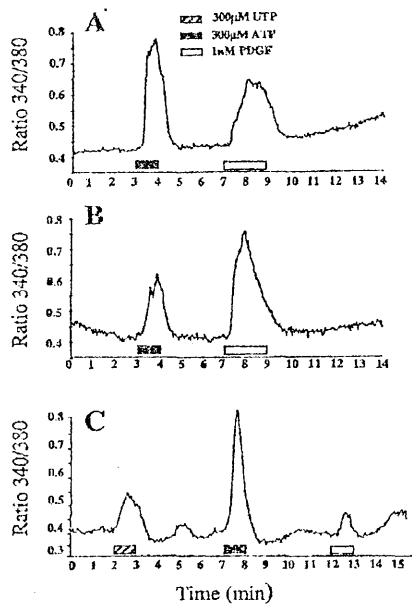 A
300μM UTP
300μM ATP
1nM PDGF
Ratio 340/380
0.8
0.7
0.6
0.5
0.4
0 1 2 3 4 5 6 7 8 9 10 11 12 13 14
B
Ratio 340/380
0.8
0.7
0.6
0.5
0.4
0 1 2 3 4 5 6 7 8 9 10 11 12 13 14
C
Ratio 340/380
0.8
0.7
0.6
0.5
0.4
0.3
0 1 2 3 4 5 6 7 8 9 10 11 12 13 14 15
Time (min)